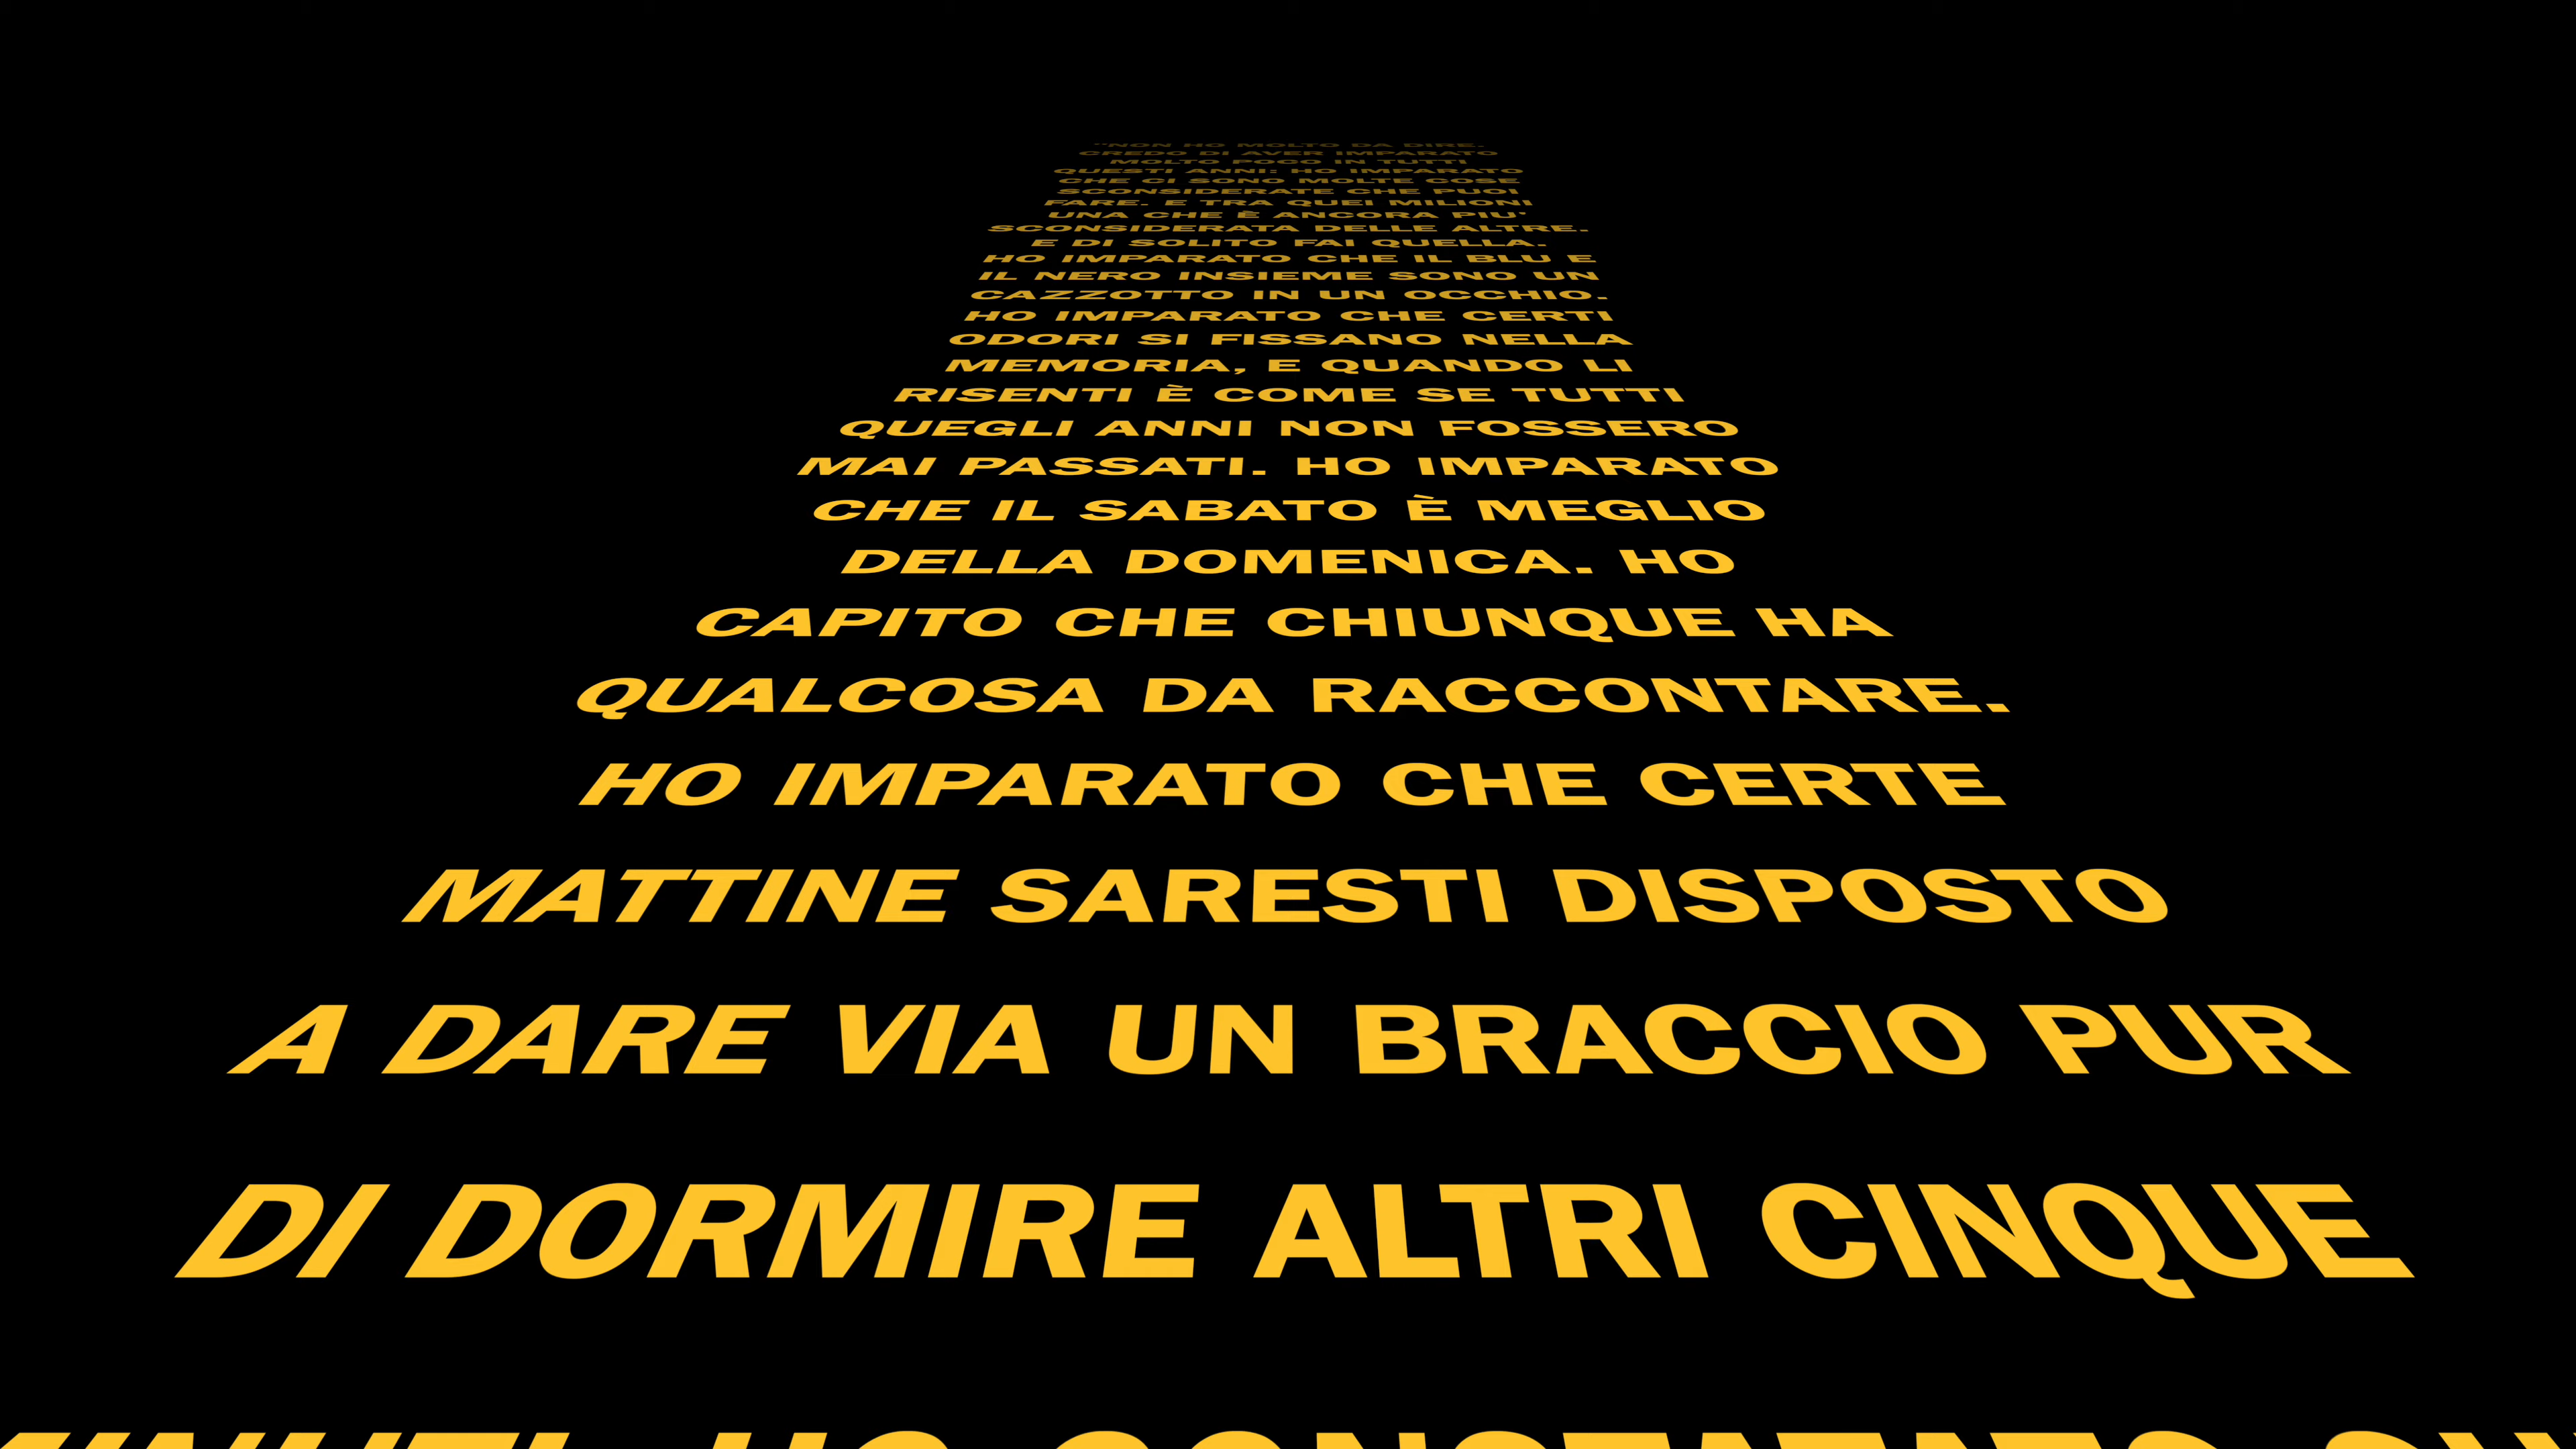 "NON HO MOLTO DA DIRE.
CREDO DI AVER IMPARATO
MOLTO POCO IN TUTTI
QUESTI ANNI: HO IMPARATO
CHE CI SONO MOLTE COSE
SCONSIDERATE CHE PUOI
FARE. E TRA QUEI MILIONI
UNA CHE È ANCORA PIU'
SCONSIDERATA DELLE ALTRE.
E DI SOLITO FAI QUELLA.
HO IMPARATO CHE IL BLU E
IL NERO INSIEME SONO UN
CAZZOTTO IN UN OCCHIO.
HO IMPARATO CHE CERTI
ODORI SI FISSANO NELLA
MEMORIA, E QUANDO LI
RISENTI È COME SE TUTTI
QUEGLI ANNI NON FOSSERO
MAI PASSATI. HO IMPARATO
CHE IL SABATO È MEGLIO
DELLA DOMENICA. HO
CAPITO CHE CHIUNQUE HA
QUALCOSA DA RACCONTARE.
HO IMPARATO CHE CERTE
MATTINE SARESTI DISPOSTO
A DARE VIA UN BRACCIO PUR
DI DORMIRE ALTRI CINQUE